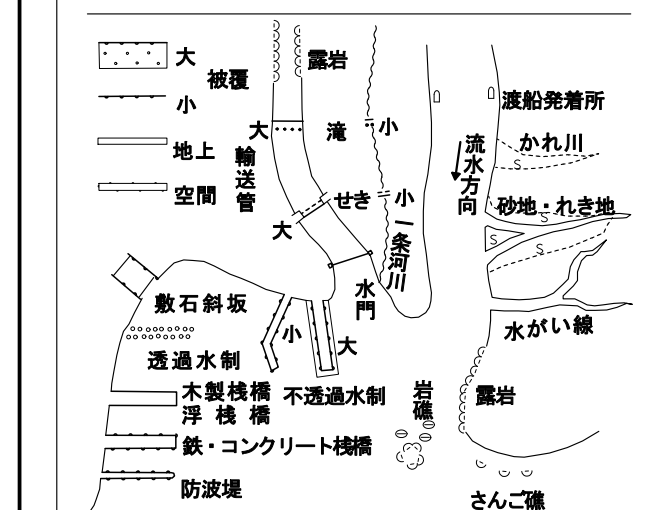 大
被覆
小
地上
輸送管
空間
露岩
大
滝
小
せき
小
大
一条河川
水門
渡船発着所
流水方向
かれ川
S
砂地・れき地
S
S
S
水がい線
敷石斜坂
小
大
透過水制
不透過水制
木製桟橋
浮桟橋
鉄・コンクリート桟橋
防波堤
岩礁
露岩
さんご礁